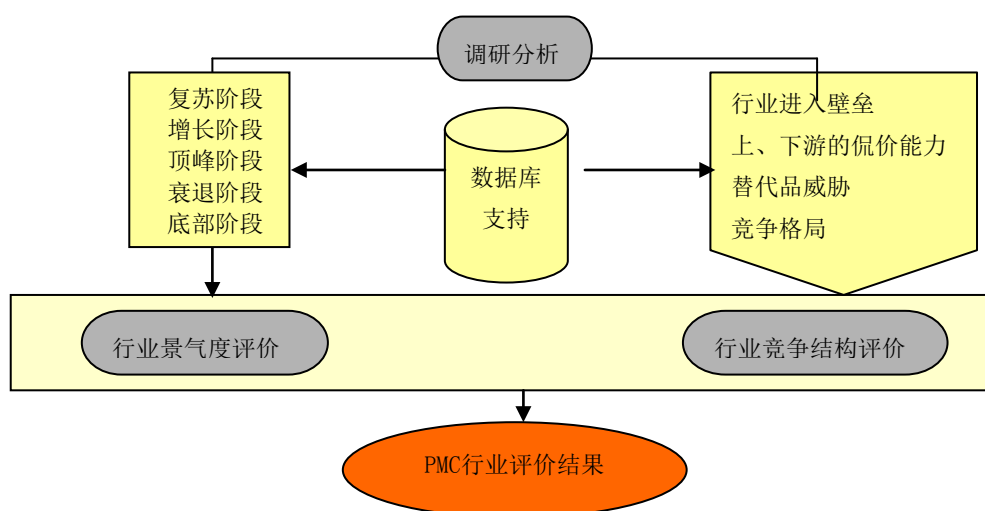 调研分析
复苏阶段
增长阶段
顶峰阶段
衰退阶段
底部阶段
数据库
支持
行业进入壁垒
上、下游的侃价能力
替代品威胁
竞争格局
行业景气度评价
行业竞争结构评价
PMC行业评价结果